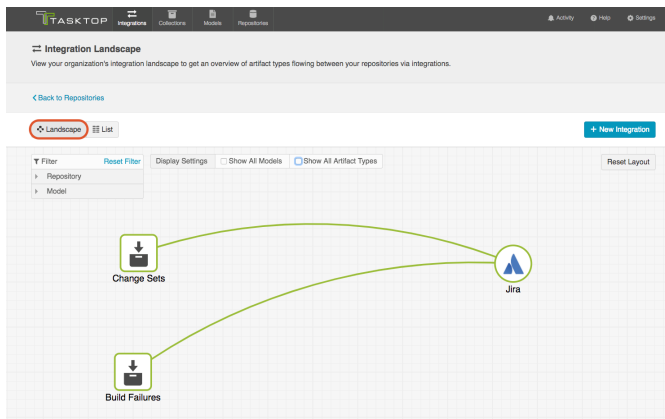 TASKTOP Integrations Collections Models Repositories Activity Help Settings
Integration Landscape
View your organization's integration landscape to get an overview of artifact types flowing between your repositories via integrations.
Back to Repositories
Landscape List + New Integration
Filter Reset Filter Display Settings Show All Models Show All Artifact Types Reset Layout
Repository
Model
Change Sets
Jira
Build Failures